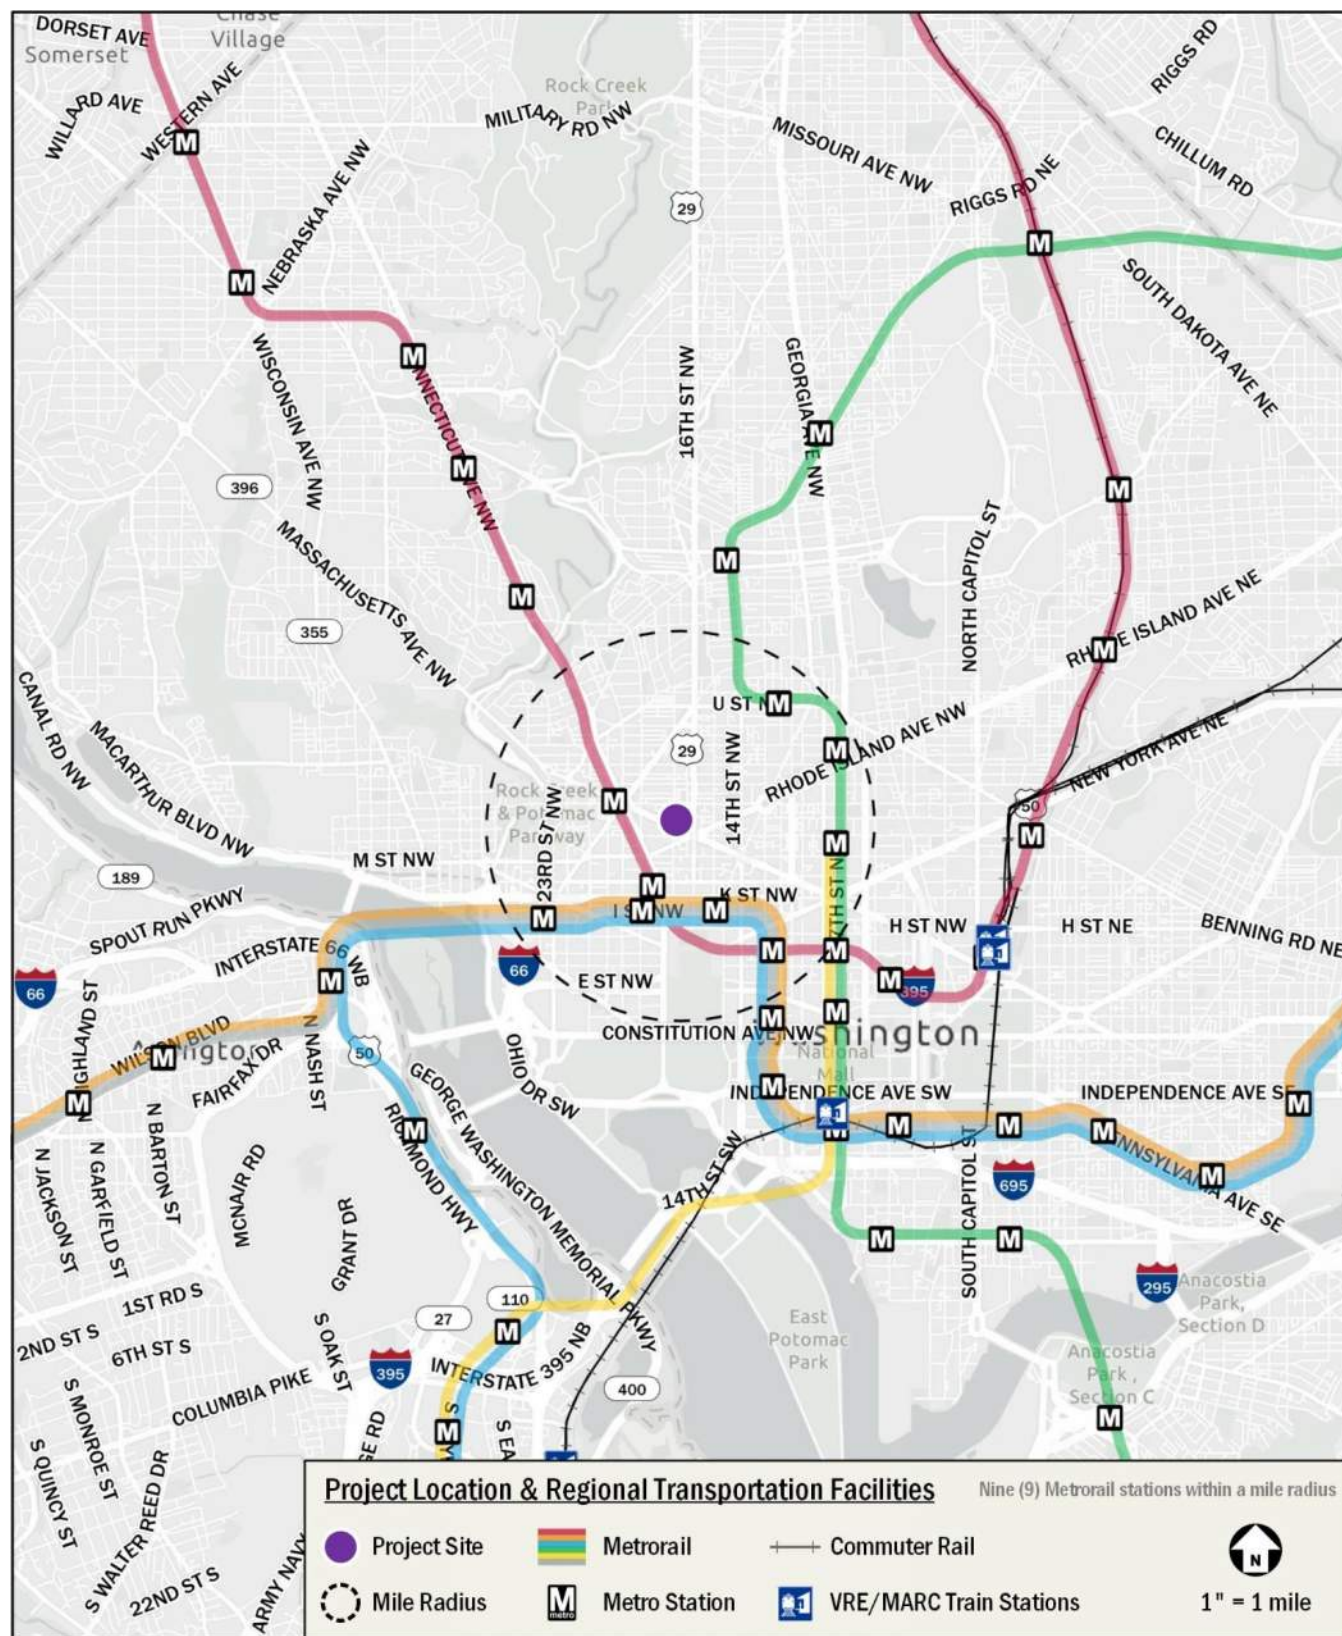 Chase
Village
DORSET AVE
Somerset
WILLARD AVE
WESTERN AVE
Rock Creek
Park
MILITARY RD NW
RIGGS RD
MISSOURI AVE NW
CHILLUM RD
RIGGS RD NE
NEBRASKA AVE NW
29
SOUTH DAKOTA AVE NE
WISCONSIN AVE NW
NNECTICUT AVE NW
16TH ST NW
GEORGIA AVE NW
396
MASSACHUSETTS AVE NW
NORTH CAPITOL ST
355
RHODE ISLAND AVE NE
CANAL RD NW
MACARTHUR BLVD NW
U ST N
29
14TH ST NW
RHODE ISLAND AVE NW
NEW YORK AVE NE
50
Rock Creek
& Potomac
Parkway
23RD ST NW
M ST NW
189
7TH ST N
K ST NW
I ST NW
H ST NW
H ST NE
BENNING RD NE
SPOUT RUN PKWY
INTERSTATE 66 WB
66
66
E ST NW
395
N HIGHLAND ST
WILSON BLVD
Arlington
FAIRFAX DR
N NASH ST
50
OHIO DR SW
CONSTITUTION AVE NW
Washington
National
Mall
GEORGE WASHINGTON MEMORIAL PKWY
INDEPENDENCE AVE SW
INDEPENDENCE AVE SE
RICHMOND HWY
N JACKSON ST
N GARFIELD ST
N BARTON ST
MCNAIR RD
GRANT DR
14TH ST SW
SOUTH CAPITOL ST
695
NNSYLVANIA AVE SE
295
Anacostia
Park,
Section D
1ST RD S
2ND ST S
6TH ST S
S OAK ST
27
110
East
Potomac
Park
Anacostia
Park ,
Section C
395
INTERSTATE 395 NB
400
COLUMBIA PIKE
S MONROE ST
S QUINCY ST
S WALTER REED DR
22ND ST S
GE RD
ARMY NAVY
S EA
Project Location & Regional Transportation Facilities
Nine (9) Metrorail stations within a mile radius
Project Site
Metrorail
Commuter Rail
N
Mile Radius
M
metro
Metro Station
VRE/MARC Train Stations
1" = 1 mile